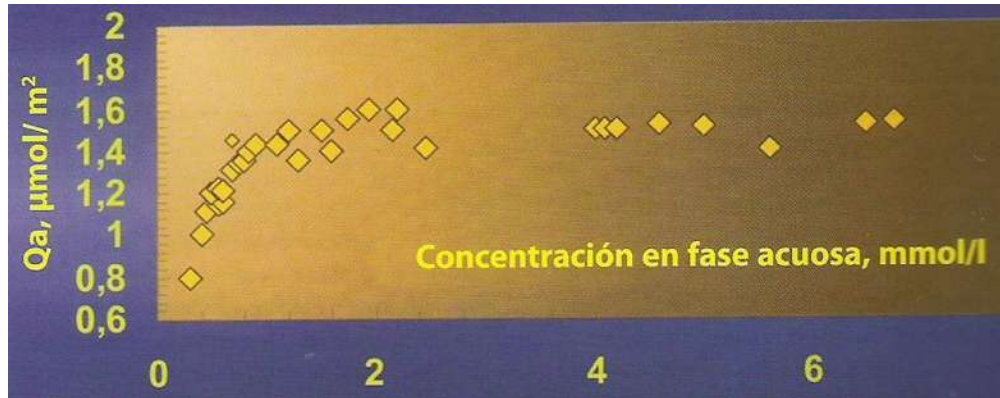 2
1,8
1,6
1,4
1,2
1
0,8
0,6
Qa, μmol/ m²
Concentración en fase acuosa, mmol/l
0 2 4 6